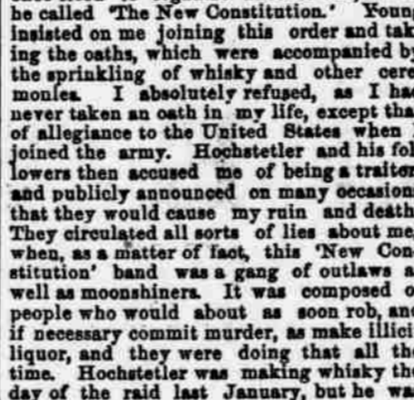 he called 'The New Constitution.' Youn
insisted on me joining this order and tak
ing the oaths, which were accompanied by
the sprinkling of whisky and other cere
monies. I absolutely refused, as I had
never taken an oath in my life, except that
of allegiance to the United States when
joined the army. Hochstetler and his fol
lowers then accused me of being a traitor
and publicly announced on many occasion
that they would cause my ruin and death
They circulated all sorts of lies about me,
when, as a matter of fact, this 'New Con-
stitution' band was a gang of outlaws a
well as moonshiners. It was composed o
people who would about as soon rob, and
if necessary commit murder, as make illici
liquor, and they were doing that all the
time. Hochstetler was making whisky the
day of the raid last January, but he wa